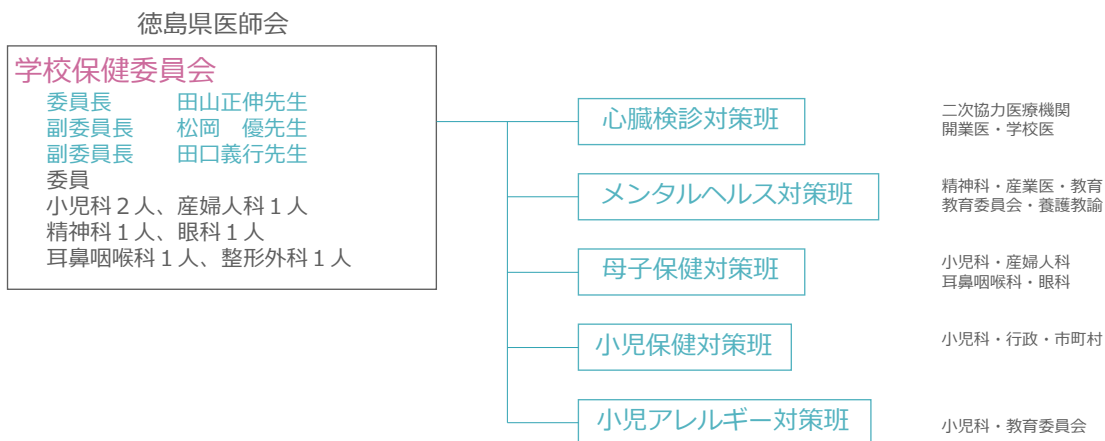 徳島県医師会
学校保健委員会
委員長　　田山正伸先生
副委員長　　松岡　優先生
副委員長　　田口義行先生
委員
小児科２人、産婦人科１人
精神科１人、眼科１人
耳鼻咽喉科１人、整形外科１人
心臓検診対策班
二次協力医療機関
開業医・学校医
メンタルヘルス対策班
精神科・産業医・教育
教育委員会・養護教諭
母子保健対策班
小児科・産婦人科
耳鼻咽喉科・眼科
小児保健対策班
小児科・行政・市町村
小児アレルギー対策班
小児科・教育委員会